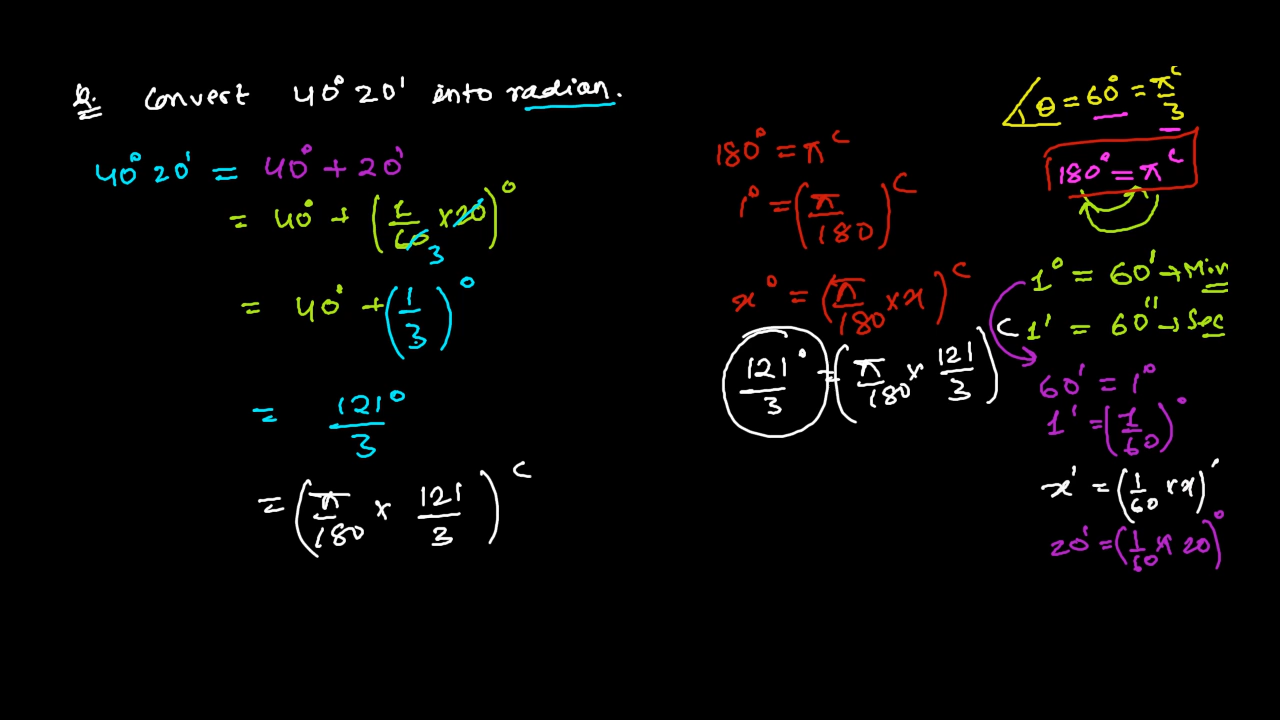 Q. Convert 40° 20' into radian.
40° 20' = 40° + 20'
= 40° + (1/60 × 20)°
3
= 40° + (1/3)°
= 121°/3
= (π/180 × 121/3)^c
180° = π^c
1° = (π/180)^c
x° = (π/180 × x)^c
121°/3 = (π/180 × 121/3)^c
θ = 60° = π^c/3
180° = π^c
1° = 60' → Min
1' = 60'' → Sec
60' = 1°
1' = (1/60)°
x' = (1/60 × x)°
20' = (1/60 × 20)°